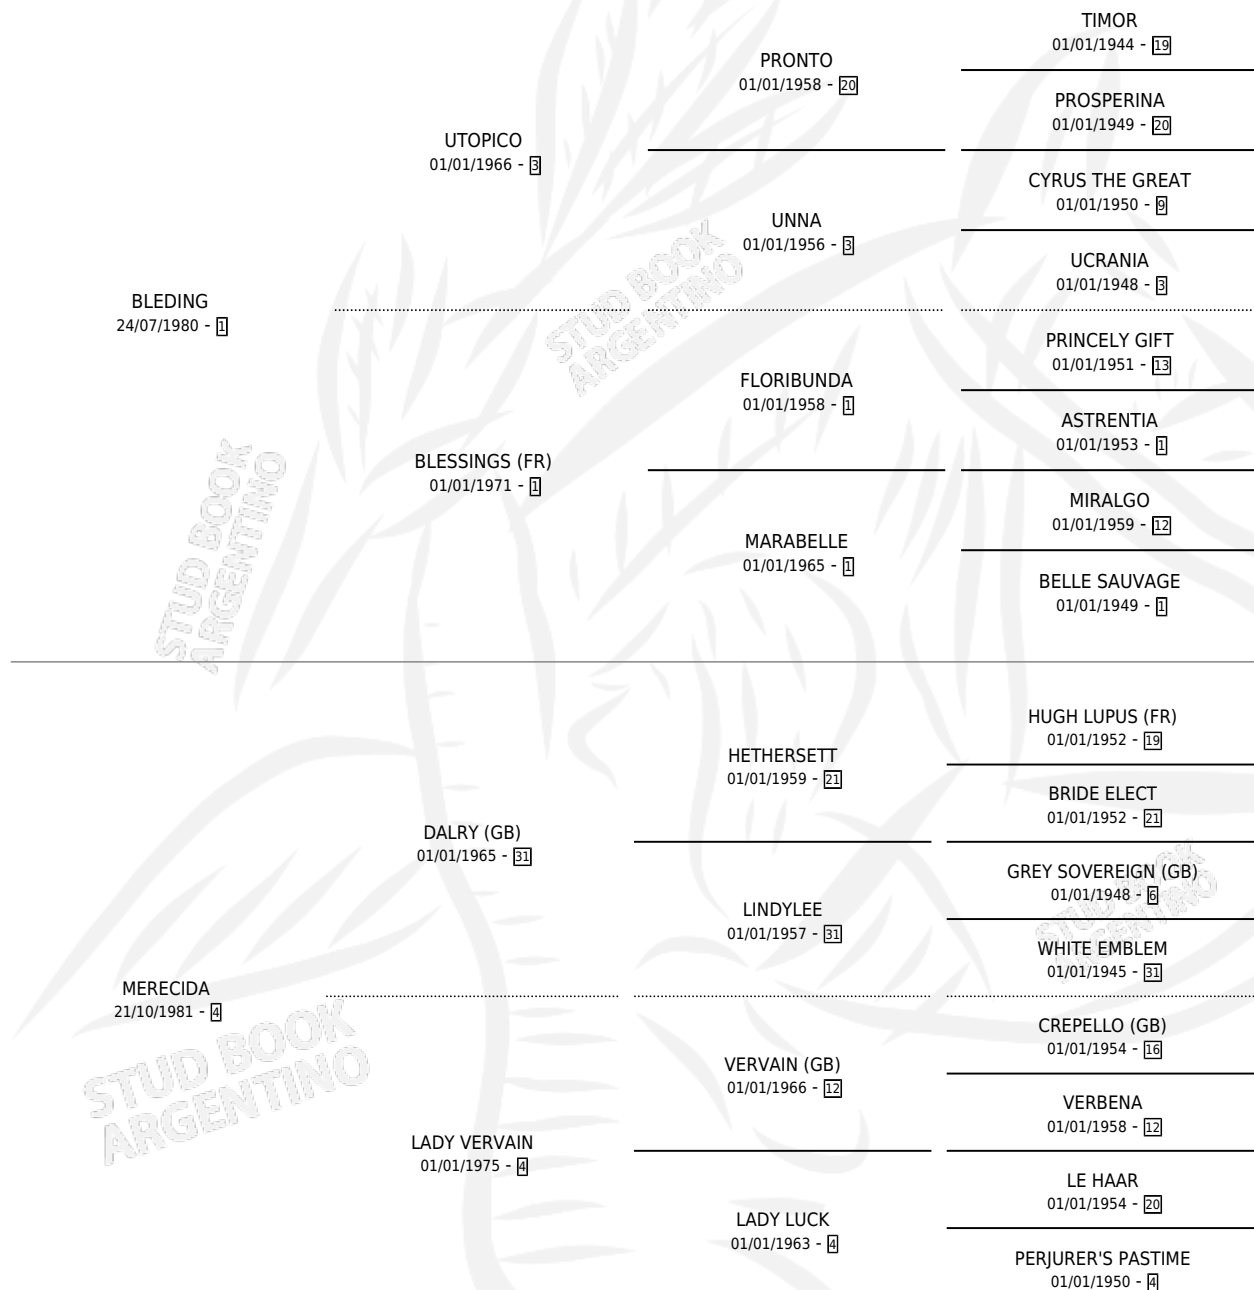 TIMOR
01/01/1944 - 19
PRONTO
01/01/1958 - 20
PROSPERINA
01/01/1949 - 20
UTOPICO
01/01/1966 - 3
CYRUS THE GREAT
01/01/1950 - 9
UNNA
01/01/1956 - 3
UCRANIA
01/01/1948 - 3
BLEDING
24/07/1980 - 1
PRINCELY GIFT
01/01/1951 - 13
FLORIBUNDA
01/01/1958 - 1
ASTRENTIA
01/01/1953 - 1
BLESSINGS (FR)
01/01/1971 - 1
MIRALGO
01/01/1959 - 12
MARABELLE
01/01/1965 - 1
BELLE SAUVAGE
01/01/1949 - 1
STUD BOOK
ARGENTINO
STUD BOOK
ARGENTINO
HUGH LUPUS (FR)
01/01/1952 - 19
HETHERSETT
01/01/1959 - 21
BRIDE ELECT
01/01/1952 - 21
DALRY (GB)
01/01/1965 - 31
GREY SOVEREIGN (GB)
01/01/1948 - 6
LINDYLEE
01/01/1957 - 31
WHITE EMBLEM
01/01/1945 - 31
MERECIDA
21/10/1981 - 4
CREPELLO (GB)
01/01/1954 - 16
VERVAIN (GB)
01/01/1966 - 12
VERBENA
01/01/1958 - 12
LADY VERVAIN
01/01/1975 - 4
LE HAAR
01/01/1954 - 20
LADY LUCK
01/01/1963 - 4
PERJURER'S PASTIME
01/01/1950 - 4
STUD BOOK
ARGENTINO
STUD BOOK
ARGENTINO